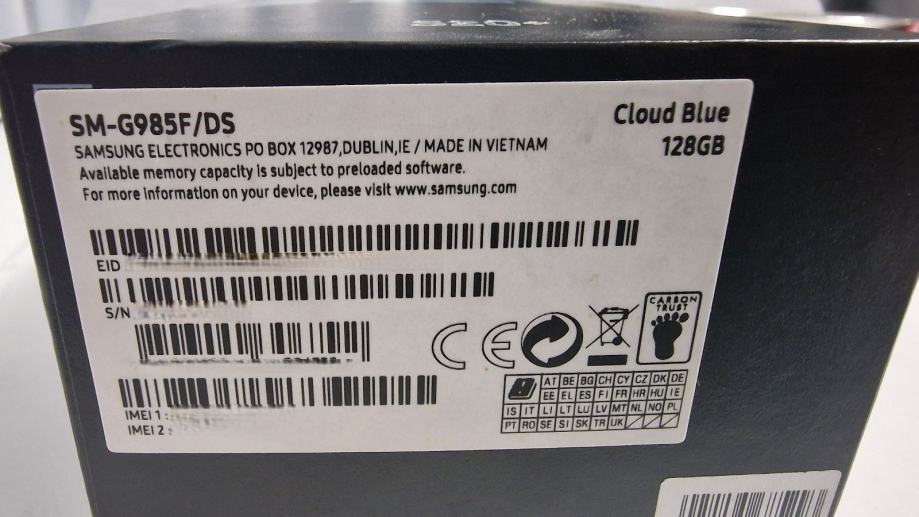 S20+
SM-G985F/DS
Cloud Blue
SAMSUNG ELECTRONICS PO BOX 12987,DUBLIN,IE / MADE IN VIETNAM
128GB
Available memory capacity is subject to preloaded software.
For more information on your device, please visit www.samsung.com
EID
S/N
CARBON
TRUST
CE
AT BE BG CH CY CZ DK DE
EE EL ES FI FR HR HU IE
IS IT LI LT LU LV MT NL NO PL
PT RO SE SI SK TR UK
IMEI 1 :
IMEI 2 :